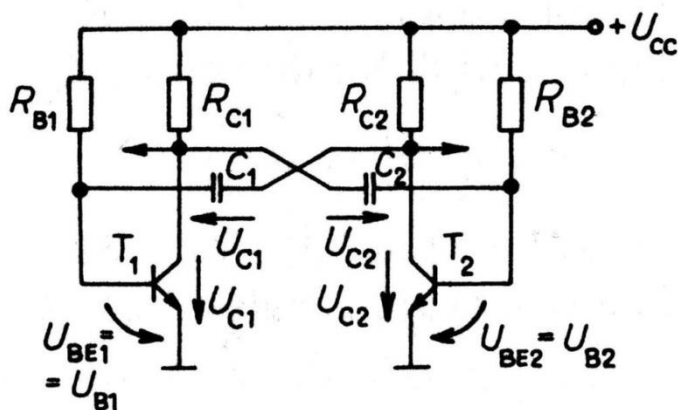 +U_CC
R_B1 R_C1 R_C2 R_B2
C_1 C_2
U_C1 U_C2
T_1 T_2
U_C1 U_C2
U_BE1 =
= U_B1
U_BE2 = U_B2